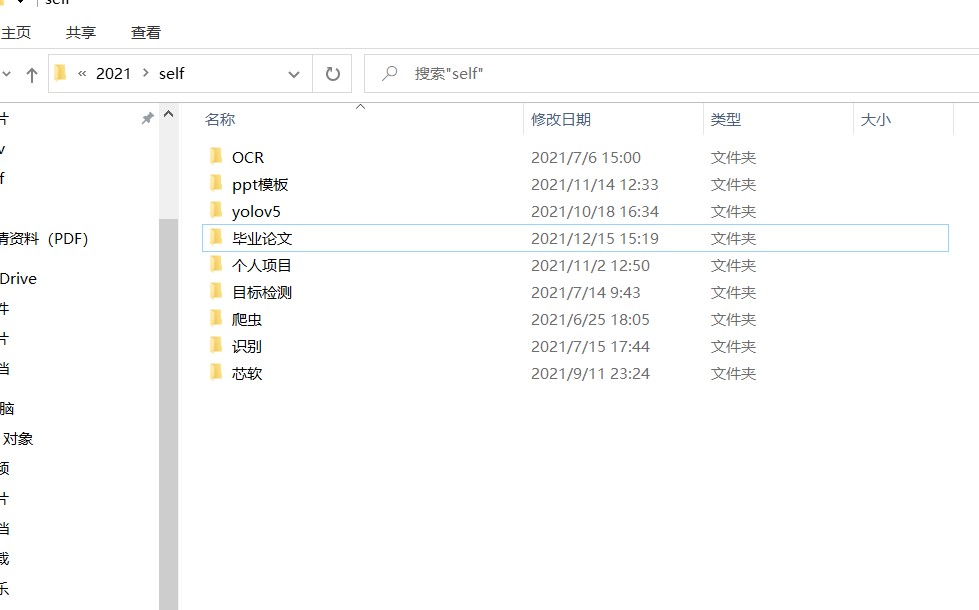 self
主页 共享 查看
« 2021 > self 搜索"self"
名称 修改日期 类型 大小
OCR 2021/7/6 15:00 文件夹
ppt模板 2021/11/14 12:33 文件夹
yolov5 2021/10/18 16:34 文件夹
毕业论文 2021/12/15 15:19 文件夹
个人项目 2021/11/2 12:50 文件夹
目标检测 2021/7/14 9:43 文件夹
爬虫 2021/6/25 18:05 文件夹
识别 2021/7/15 17:44 文件夹
芯软 2021/9/11 23:24 文件夹
片
v
f
请资料（PDF）
Drive
件
片
档
脑
对象
频
片
档
载
乐